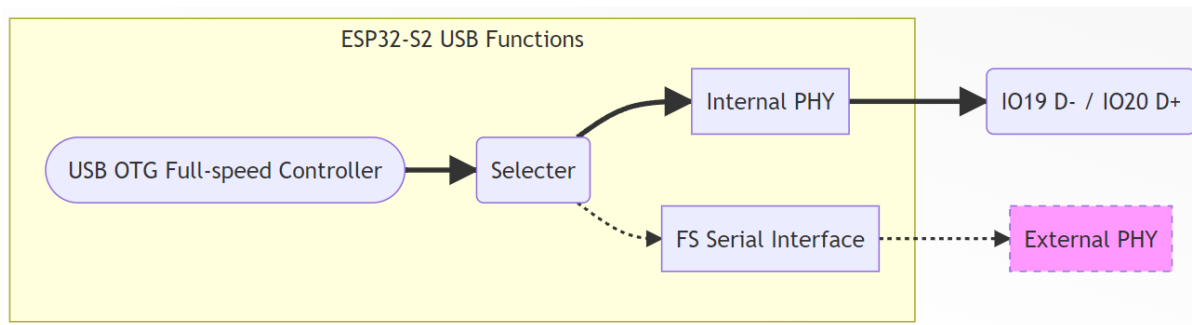 ESP32-S2 USB Functions
Internal PHY
IO19 D- / IO20 D+
USB OTG Full-speed Controller
Selecter
FS Serial Interface
External PHY